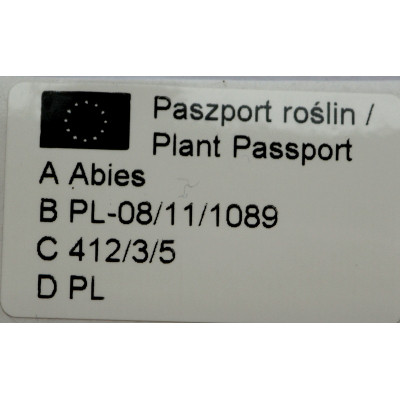 Paszport roślin /
Plant Passport
A Abies
B PL-08/11/1089
C 412/3/5
D PL